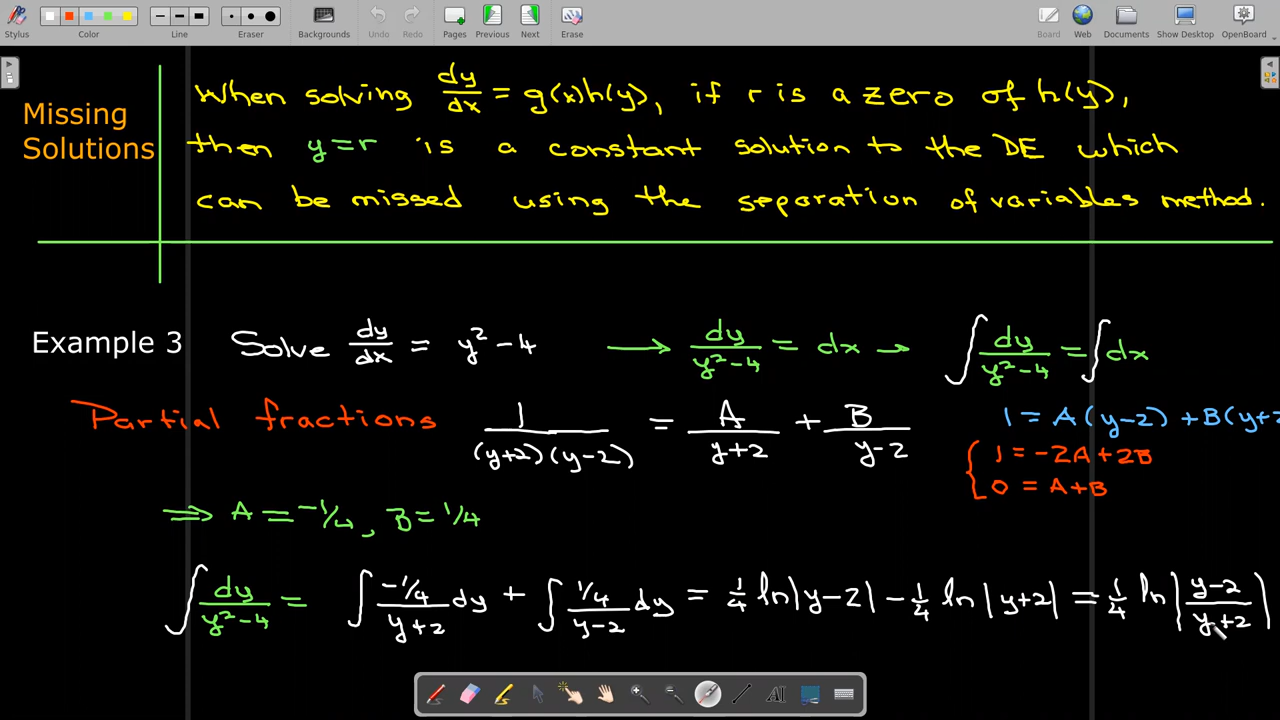 Stylus Color Line Eraser Backgrounds Undo Redo Pages Previous Next Erase Board Web Documents Show Desktop OpenBoard
Missing Solutions
When solving dy/dx = g(x)h(y), if r is a zero of h(y),
then y=r is a constant solution to the DE which
can be missed using the separation of variables method.
Example 3 Solve dy/dx = y²-4 → dy/(y²-4) = dx → ∫ dy/(y²-4) = ∫ dx
Partial fractions 1/((y+2)(y-2)) = A/(y+2) + B/(y-2) 1 = A(y-2) + B(y+2
1 = -2A+2B
0 = A+B
⇒ A = -1/4, B = 1/4
∫ dy/(y²-4) = ∫ (-1/4)/(y+2) dy + ∫ (1/4)/(y-2) dy = 1/4 ln|y-2| - 1/4 ln|y+2| = 1/4 ln|(y-2)/(y+2)|